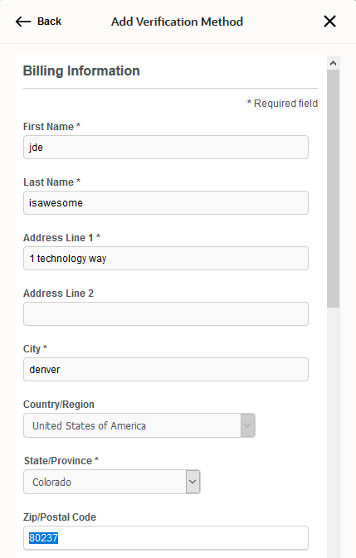 Back
Add Verification Method
Billing Information
* Required field
First Name *
jde
Last Name *
isawesome
Address Line 1 *
1 technology way
Address Line 2
City *
denver
Country/Region
United States of America
State/Province *
Colorado
Zip/Postal Code
80237